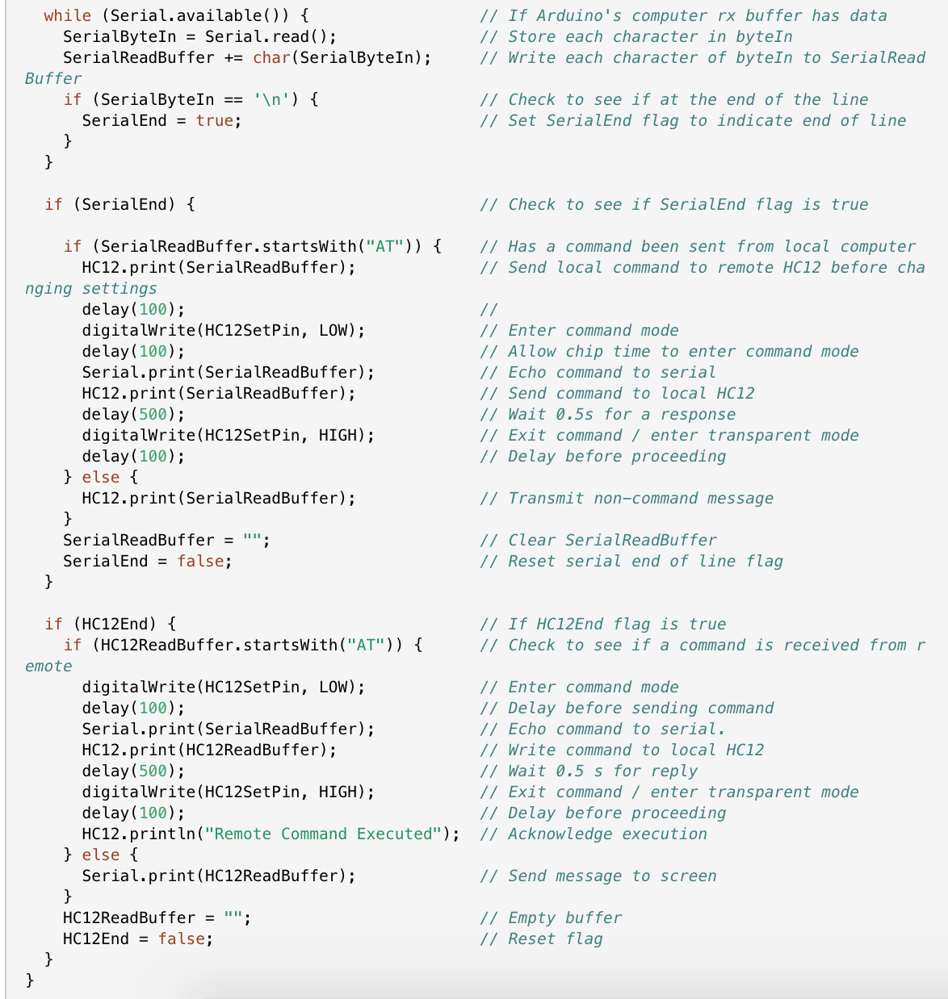 while (Serial.available()) {                  // If Arduino's computer rx buffer has data
    SerialByteIn = Serial.read();               // Store each character in byteIn
    SerialReadBuffer += char(SerialByteIn);     // Write each character of byteIn to SerialRead
Buffer
    if (SerialByteIn == '\n') {                 // Check to see if at the end of the line
      SerialEnd = true;                         // Set SerialEnd flag to indicate end of line
    }
  }

  if (SerialEnd) {                              // Check to see if SerialEnd flag is true

    if (SerialReadBuffer.startsWith("AT")) {    // Has a command been sent from local computer
      HC12.print(SerialReadBuffer);             // Send local command to remote HC12 before cha
nging settings
      delay(100);                               //
      digitalWrite(HC12SetPin, LOW);            // Enter command mode
      delay(100);                               // Allow chip time to enter command mode
      Serial.print(SerialReadBuffer);           // Echo command to serial
      HC12.print(SerialReadBuffer);             // Send command to local HC12
      delay(500);                               // Wait 0.5s for a response
      digitalWrite(HC12SetPin, HIGH);           // Exit command / enter transparent mode
      delay(100);                               // Delay before proceeding
    } else {
      HC12.print(SerialReadBuffer);             // Transmit non-command message
    }
    SerialReadBuffer = "";                      // Clear SerialReadBuffer
    SerialEnd = false;                          // Reset serial end of line flag
  }

  if (HC12End) {                                // If HC12End flag is true
    if (HC12ReadBuffer.startsWith("AT")) {      // Check to see if a command is received from r
emote
      digitalWrite(HC12SetPin, LOW);            // Enter command mode
      delay(100);                               // Delay before sending command
      Serial.print(SerialReadBuffer);           // Echo command to serial.
      HC12.print(HC12ReadBuffer);               // Write command to local HC12
      delay(500);                               // Wait 0.5 s for reply
      digitalWrite(HC12SetPin, HIGH);           // Exit command / enter transparent mode
      delay(100);                               // Delay before proceeding
      HC12.println("Remote Command Executed");  // Acknowledge execution
    } else {
      Serial.print(HC12ReadBuffer);             // Send message to screen
    }
    HC12ReadBuffer = "";                        // Empty buffer
    HC12End = false;                            // Reset flag
  }
}